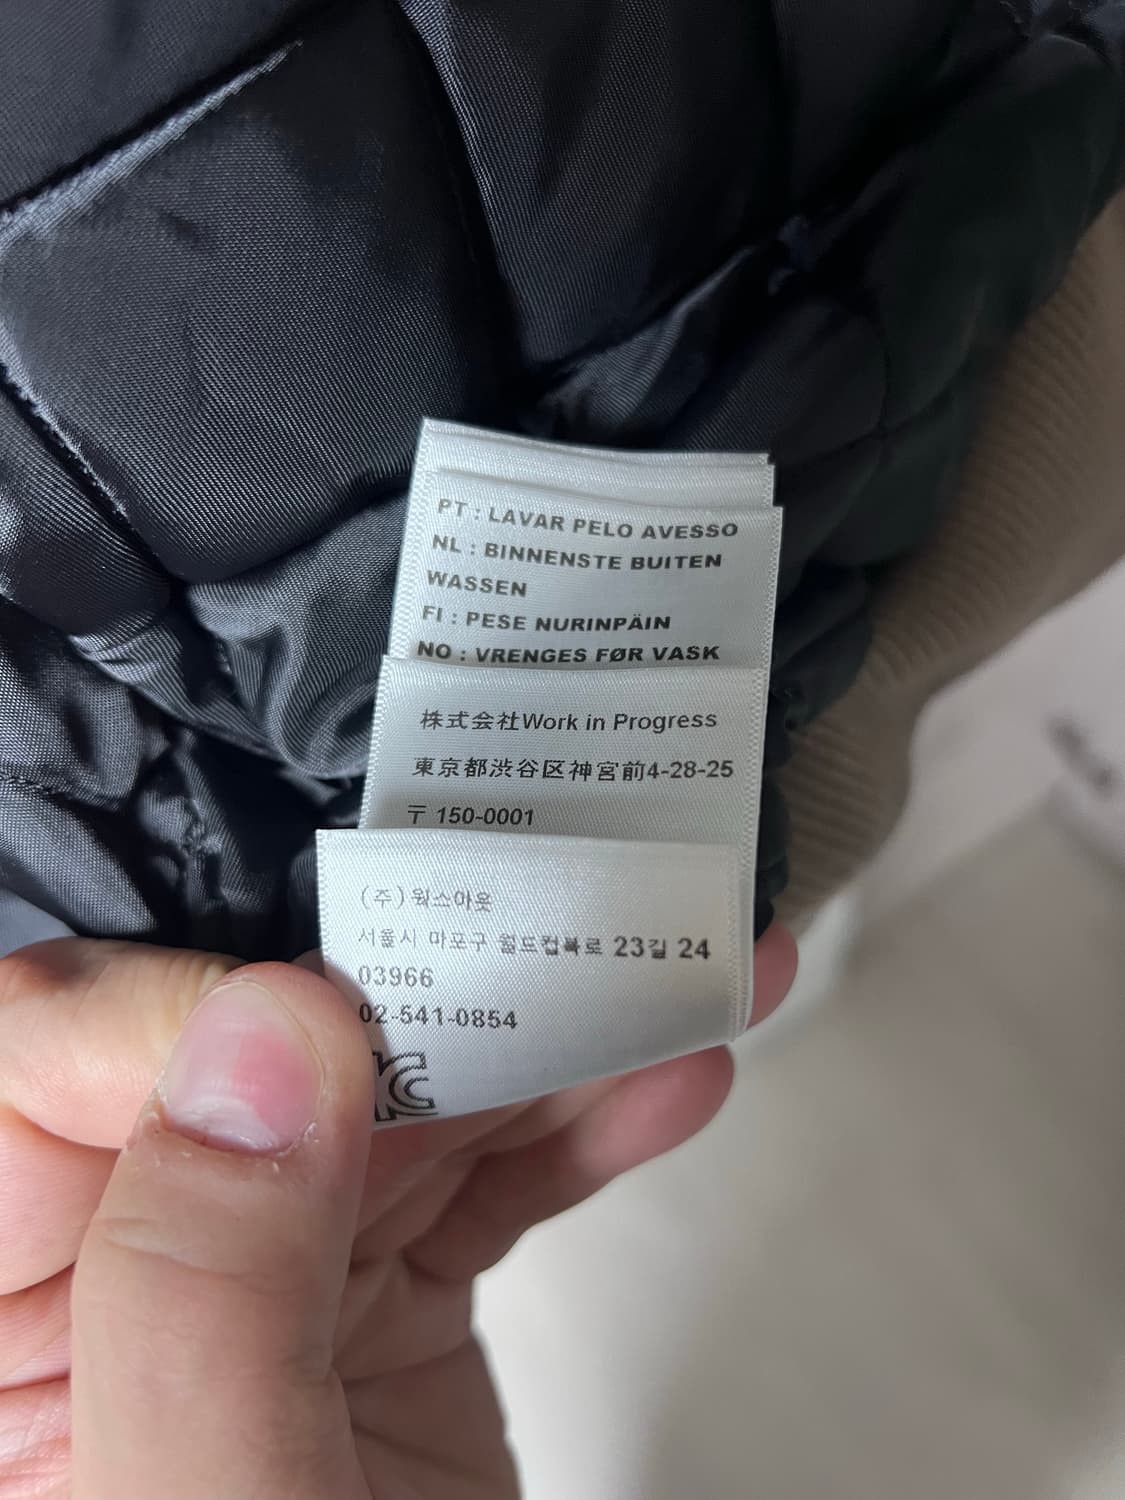 PT : LAVAR PELO AVESSO
NL : BINNENSTE BUITEN
WASSEN
FI : PESE NURINPÄIN
NO : VRENGES FØR VASK
株式会社Work in Progress
東京都渋谷区神宮前4-28-25
〒 150-0001
(주)웍스아웃
서울시 마포구 월드컵북로 23길 24
03966
02-541-0854
KC